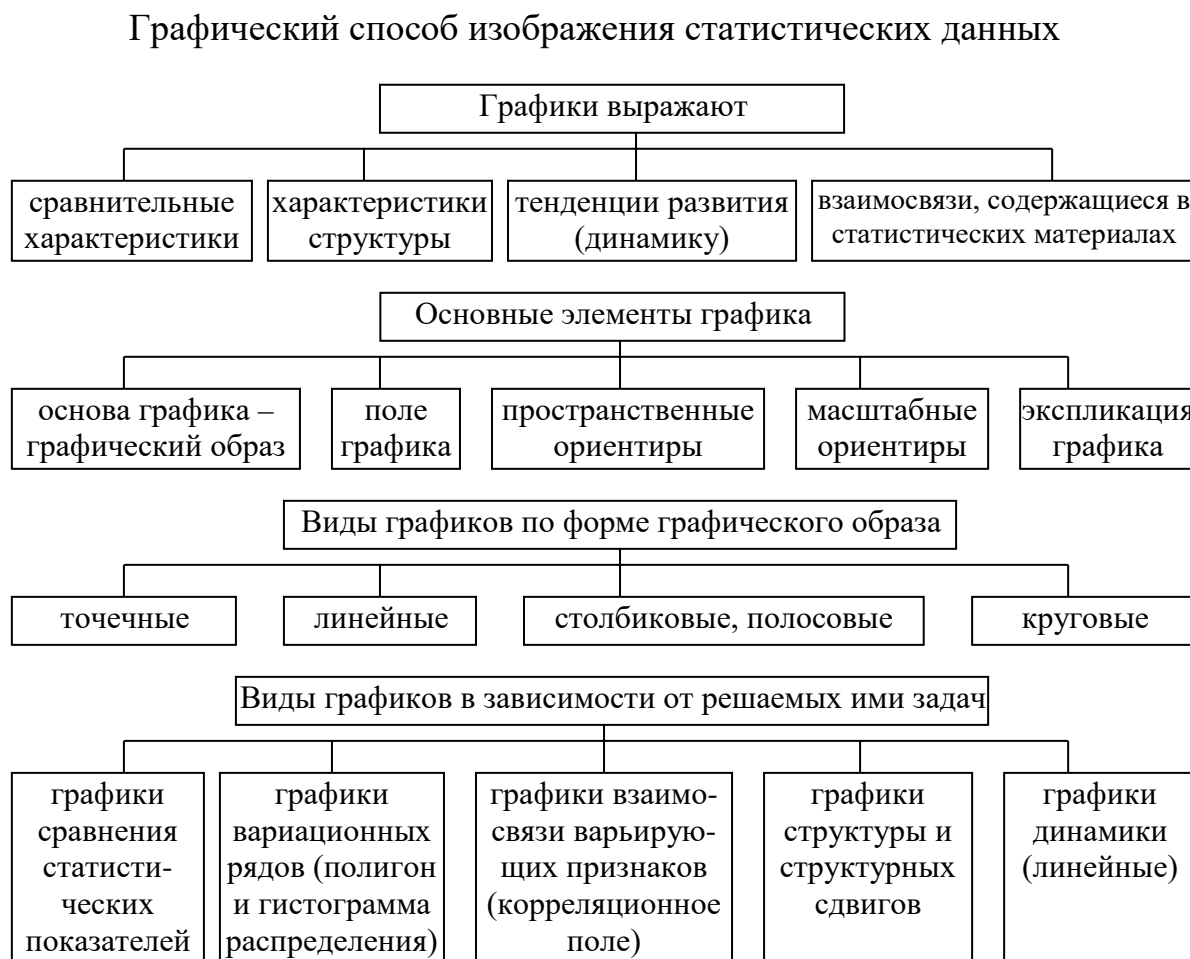 Графический способ изображения статистических данных
Графики выражают
сравнительные
характеристики
характеристики
структуры
тенденции развития
(динамику)
взаимосвязи, содержащиеся в
статистических материалах
Основные элементы графика
основа графика –
графический образ
поле
графика
пространственные
ориентиры
масштабные
ориентиры
экспликация
графика
Виды графиков по форме графического образа
точечные
линейные
столбиковые, полосовые
круговые
Виды графиков в зависимости от решаемых ими задач
графики
сравнения
статисти-
ческих
показателей
графики
вариационных
рядов (полигон
и гистограмма
распределения)
графики взаимо-
связи варьирую-
щих признаков
(корреляционное
поле)
графики
структуры и
структурных
сдвигов
графики
динамики
(линейные)